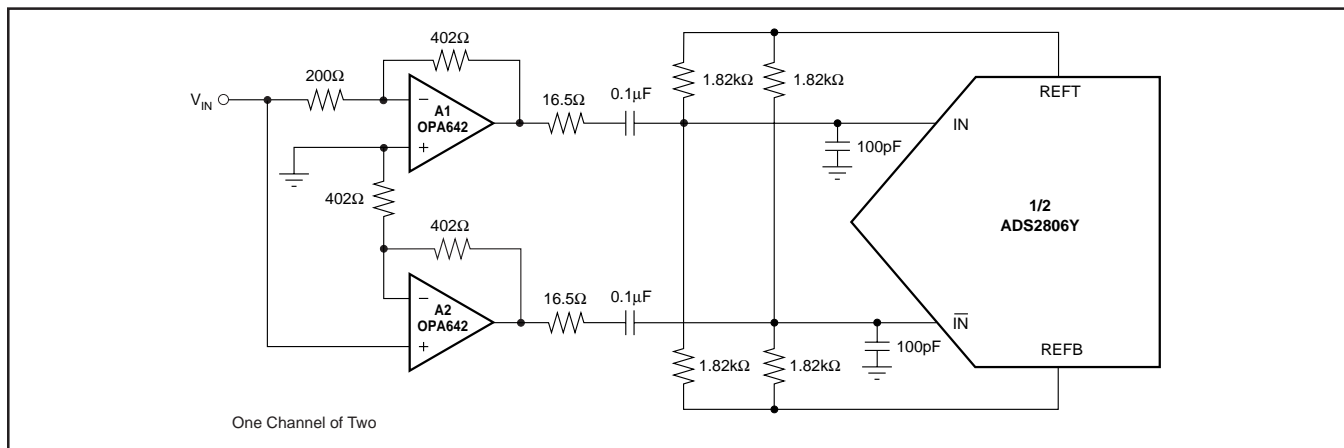 402Ω
1.82kΩ
1.82kΩ
REFT
200Ω
V_IN
−
A1
OPA642
+
16.5Ω
0.1μF
IN
100pF
402Ω
1/2
ADS2806Y
402Ω
−
A2
OPA642
+
16.5Ω
0.1μF
I̅N̅
100pF
REFB
1.82kΩ
1.82kΩ
One Channel of Two